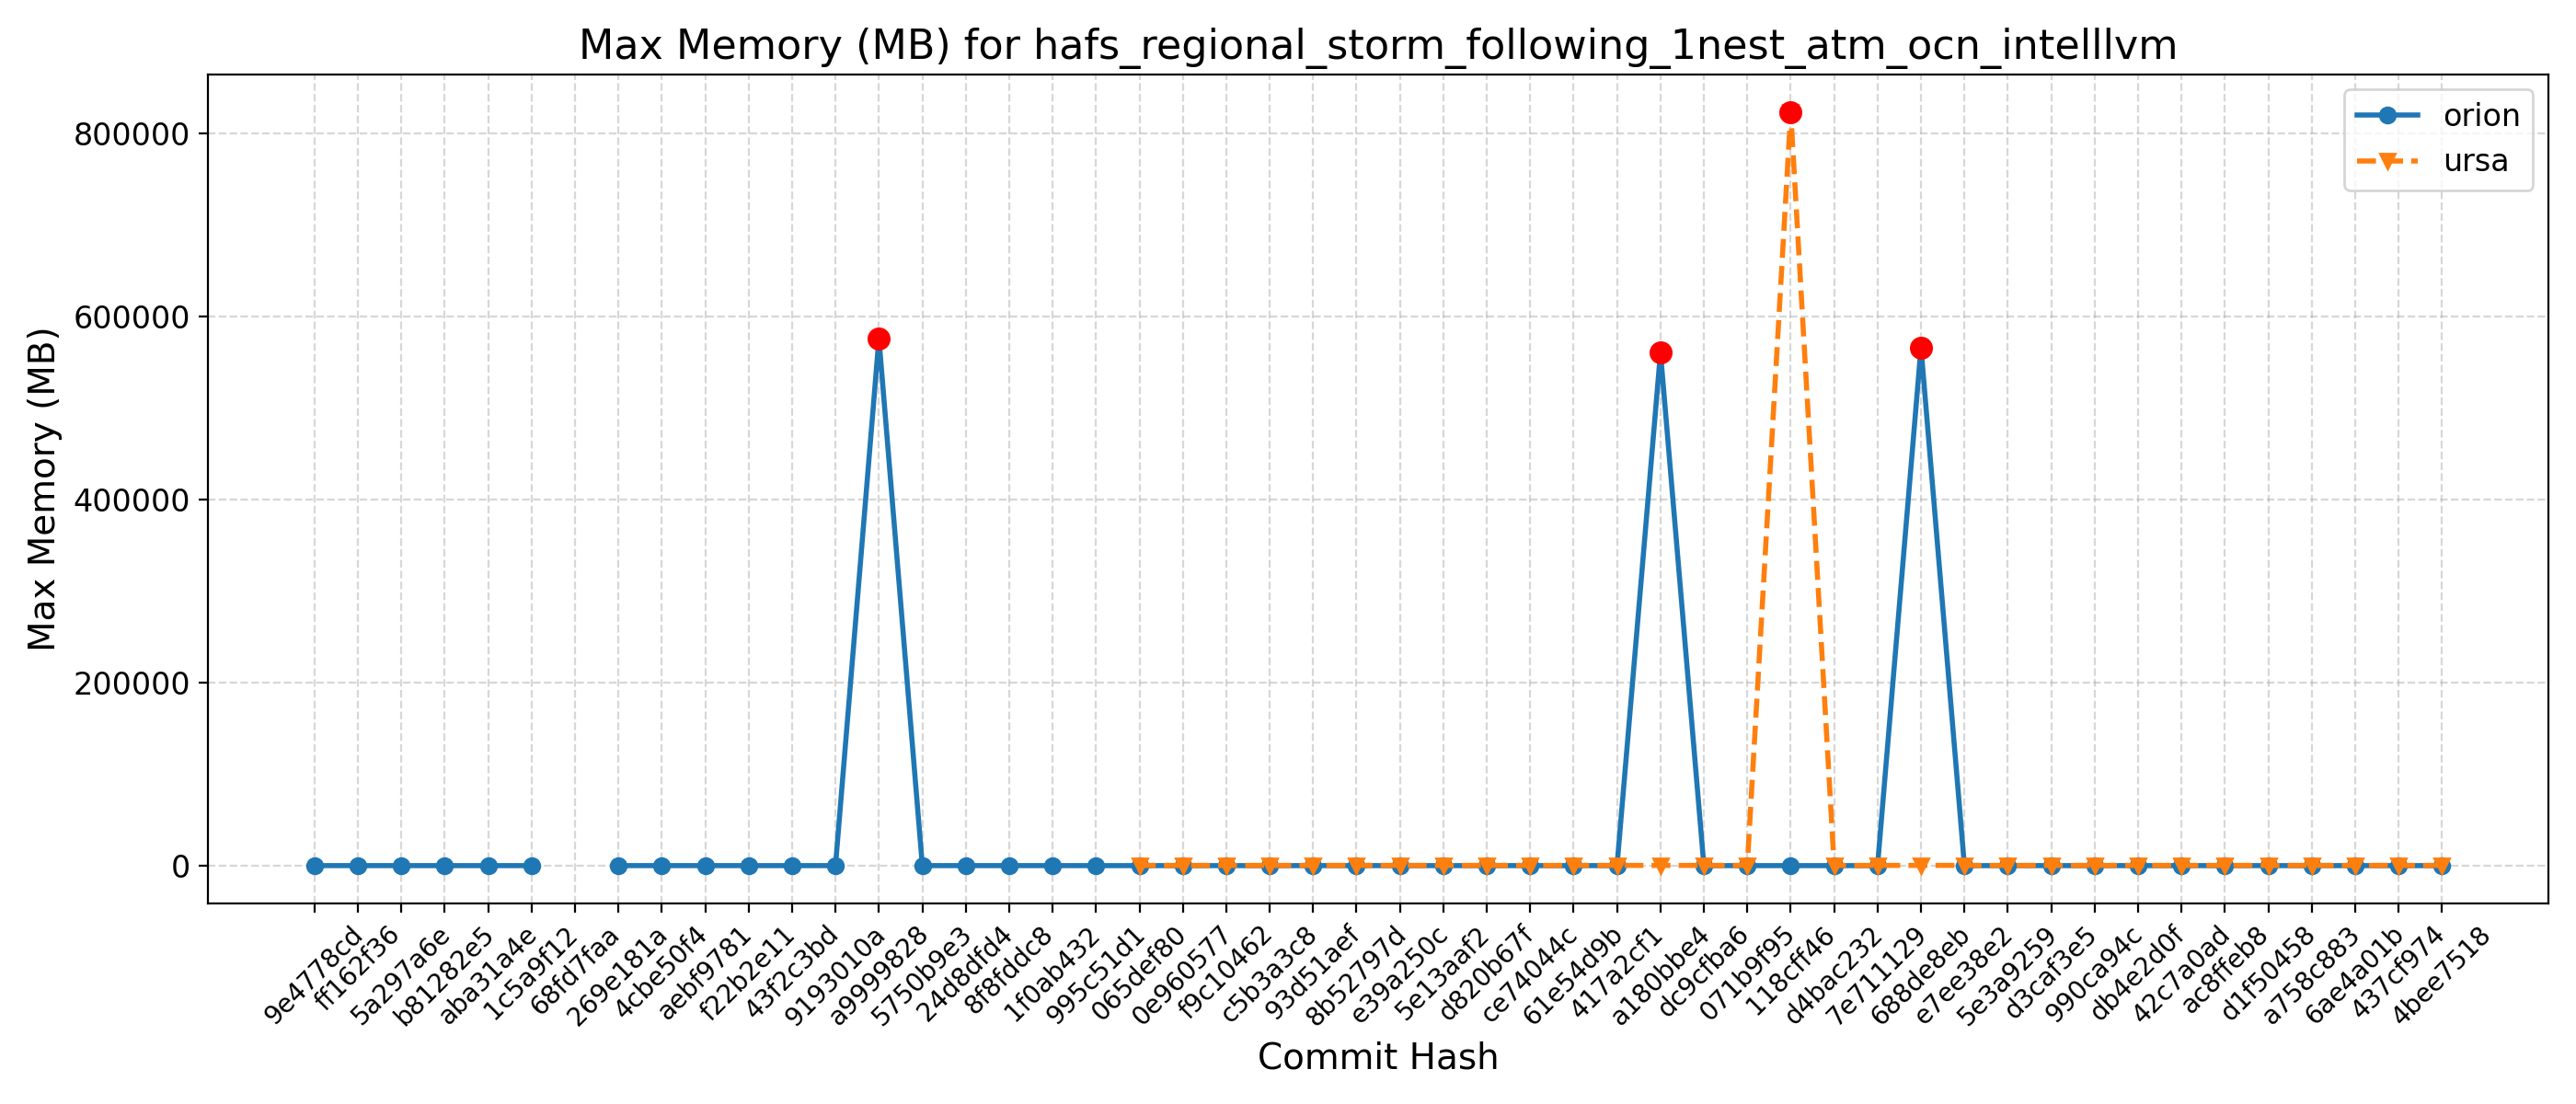 Max Memory (MB) for hafs_regional_storm_following_1nest_atm_ocn_intelllvm
orion
ursa
Max Memory (MB)
800000
600000
400000
200000
0
9e4778cd
ff162f36
5a297a6e
b81282e5
aba31a4e
1c5a9f12
68fd7faa
269e181a
4cbe50f4
aebf9781
f22b2e11
43f2c3bd
9193010a
a9999828
5750b9e3
24d8dfd4
8f8fddc8
1f0ab432
995c51d1
065def80
0e960577
f9c10462
c5b3a3c8
93d51aef
8b52797d
e39a250c
5e13aaf2
d820b67f
ce74044c
61e54d9b
417a2cf1
a180bbe4
dc9cfba6
071b9f95
118cff46
d4bac232
7e711129
688de8eb
e7ee38e2
5e3a9259
d3caf3e5
990ca94c
db4e2d0f
42c7a0ad
ac8ffeb8
d1f50458
a758c883
6ae4a01b
437cf974
4bee7518
Commit Hash